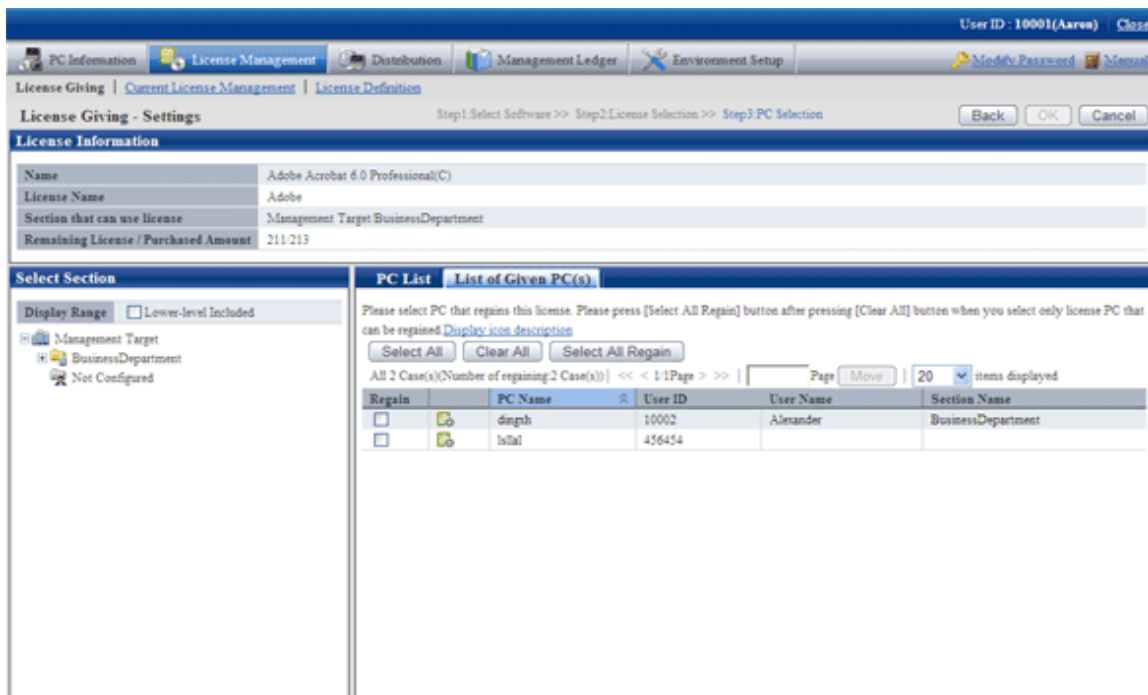 User ID : 10001(Aaron) Close
PC Information License Management Distribution Management Ledger Environment Setup Modify Password Manual
License Giving | Current License Management | License Definition
License Giving - Settings Step1:Select Software >> Step2:License Selection >> Step3:PC Selection Back OK Cancel
License Information
Name Adobe Acrobat 6.0 Professional(C)
License Name Adobe
Section that can use license Management Target\BusinessDepartment
Remaining License / Purchased Amount 211/213
Select Section
Display Range Lower-level Included
Management Target
BusinessDepartment
Not Configured
PC List List of Given PC(s)
Please select PC that regains this license. Please press [Select All Regain] button after pressing [Clear All] button when you select only license PC that
can be regained.Display icon description
Select All Clear All Select All Regain
All 2 Case(s)(Number of regaining:2 Case(s)) | << < 1/1Page > >> | Page Move | 20 items displayed
Regain PC Name User ID User Name Section Name
10002 Alexander BusinessDepartment
456454